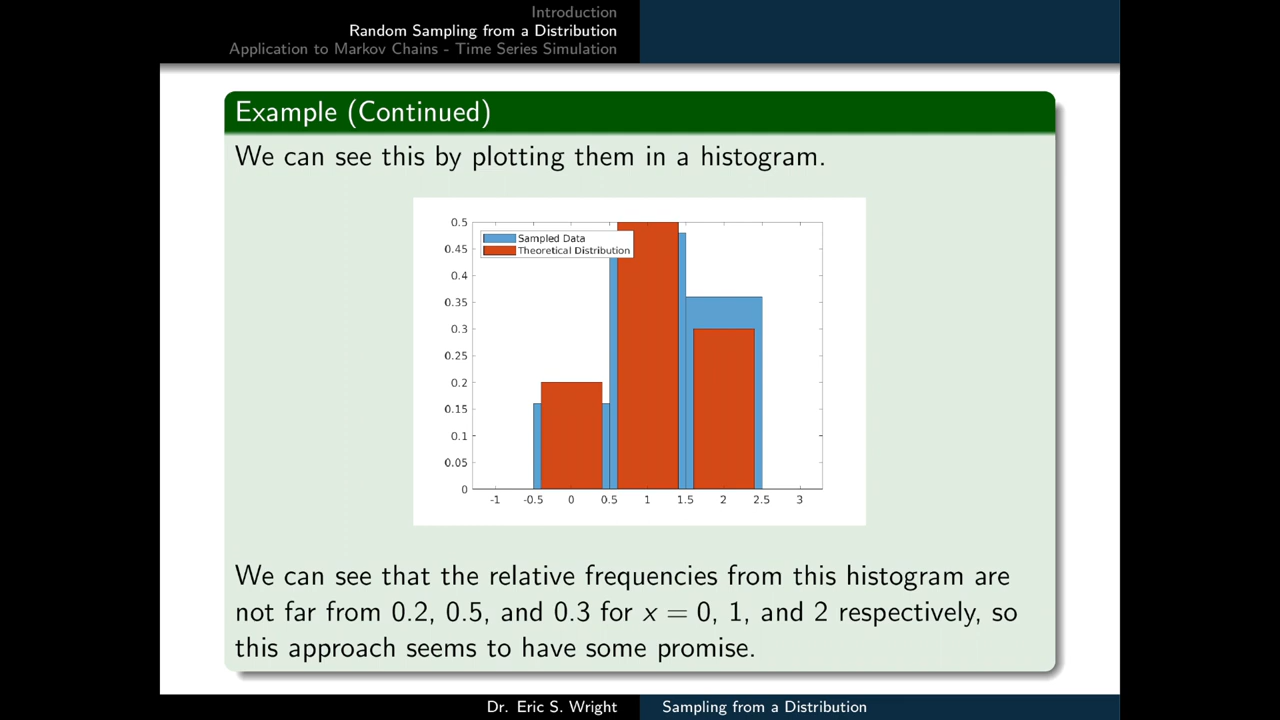 Introduction
Random Sampling from a Distribution
Application to Markov Chains - Time Series Simulation
Example (Continued)
We can see this by plotting them in a histogram.
0.5
0.45
0.4
0.35
0.3
0.25
0.2
0.15
0.1
0.05
0
Sampled Data
Theoretical Distribution
-1 -0.5 0 0.5 1 1.5 2 2.5 3
We can see that the relative frequencies from this histogram are
not far from 0.2, 0.5, and 0.3 for x = 0, 1, and 2 respectively, so
this approach seems to have some promise.
Dr. Eric S. Wright Sampling from a Distribution